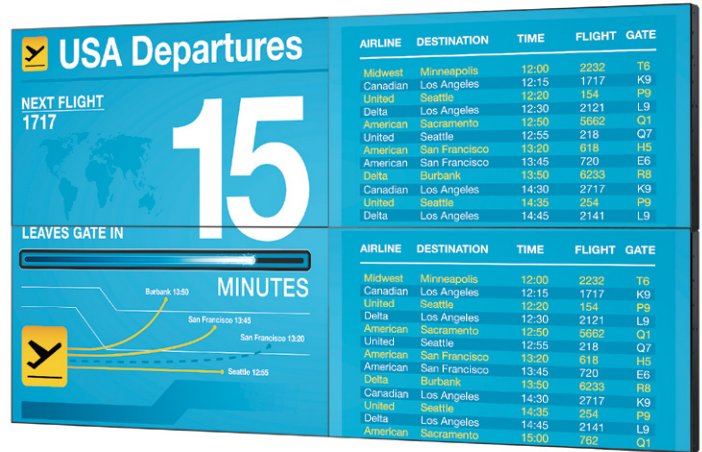 USA Departures
NEXT FLIGHT
1717
15
LEAVES GATE IN
MINUTES
Burbank 13:50
San Francisco 13:45
San Francisco 13:20
Seattle 12:55
AIRLINE DESTINATION TIME FLIGHT GATE
Midwest Minneapolis 12:00 2232 T6
Canadian Los Angeles 12:15 1717 K9
United Seattle 12:20 154 P9
Delta Los Angeles 12:30 2121 L9
American Sacramento 12:50 5662 Q1
United Seattle 12:55 218 Q7
American San Francisco 13:20 618 H5
American San Francisco 13:45 720 E6
Delta Burbank 13:50 6233 R8
Canadian Los Angeles 14:30 2717 K9
United Seattle 14:35 254 P9
Delta Los Angeles 14:45 2141 L9
AIRLINE DESTINATION TIME FLIGHT GATE
Midwest Minneapolis 12:00 2232 T6
Canadian Los Angeles 12:15 1717 K9
United Seattle 12:20 154 P9
Delta Los Angeles 12:30 2121 L9
American Sacramento 12:50 5662 Q1
United Seattle 12:55 218 Q7
American San Francisco 13:20 618 H5
American San Francisco 13:45 720 E6
Delta Burbank 13:50 6233 R8
Canadian Los Angeles 14:30 2717 K9
United Seattle 14:35 254 P9
Delta Los Angeles 14:45 2141 L9
American Sacramento 15:00 762 Q1